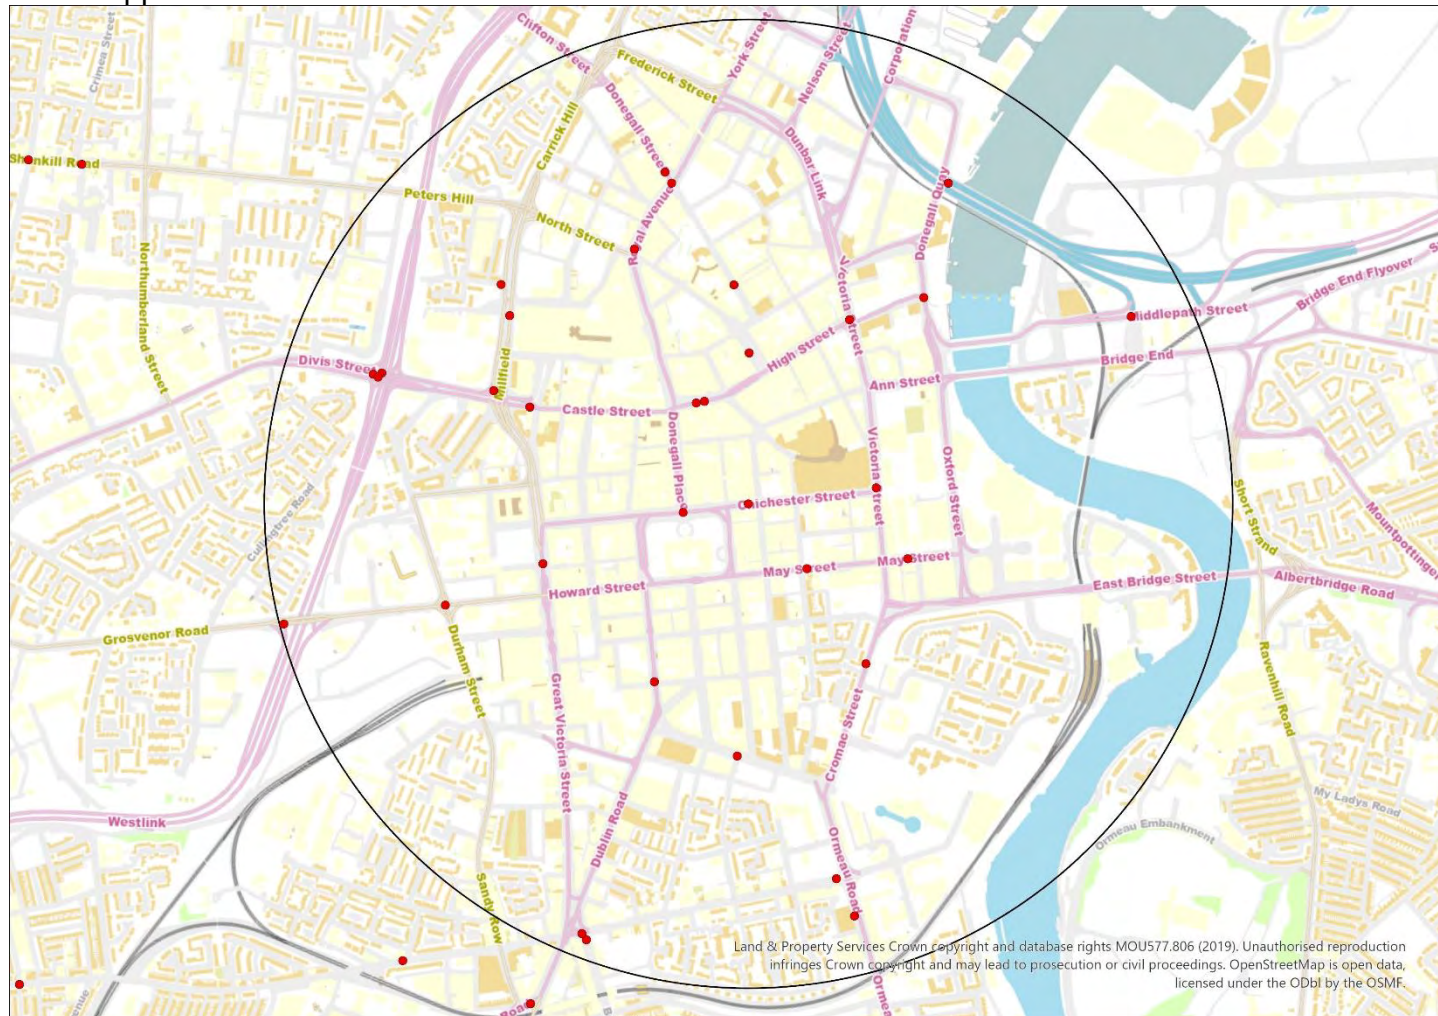 Crimea Street
Clifton Street
York Street
Nelson Street
Corporation
Frederick Street
Donegall Street
Carrick Hill
Dunbar Link
Shankill Road
Peters Hill
North Street
Royal Avenue
Donegall Quay
Northumberland Street
Victoria Street
Bridge End Flyover
Middlepath Street
High Street
Bridge End
Divis Street
Millfield
Ann Street
Castle Street
Donegall Place
Victoria Street
Oxford Street
Chichester Street
Short Strand
Mountpottinger
Cullingtree Road
May Street
May Street
East Bridge Street
Albertbridge Road
Howard Street
Grosvenor Road
Durham Street
Ravenhill Road
Great Victoria Street
Cromac Street
My Ladys Road
Westlink
Dublin Road
Ormeau Embankment
Ormeau Road
Sandy Row
Land & Property Services Crown copyright and database rights MOU577.806 (2019). Unauthorised reproduction
infringes Crown copyright and may lead to prosecution or civil proceedings. OpenStreetMap is open data,
licensed under the ODbl by the OSMF.
Ormea
Road